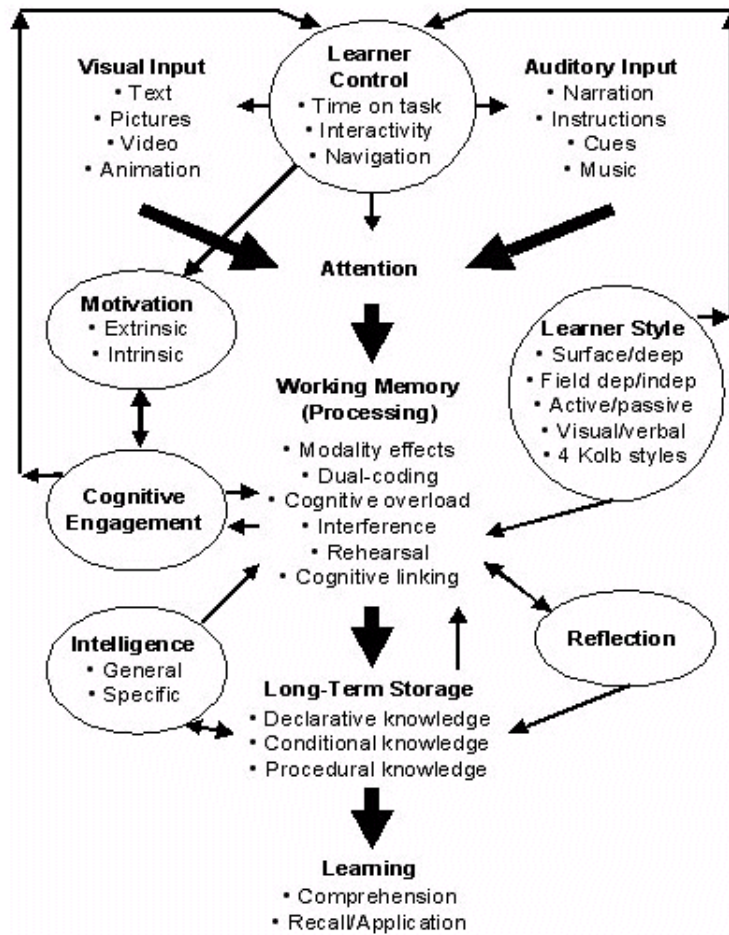 Visual Input
• Text
• Pictures
• Video
• Animation
Learner
Control
• Time on task
• Interactivity
• Navigation
Auditory Input
• Narration
• Instructions
• Cues
• Music
Attention
Motivation
• Extrinsic
• Intrinsic
Learner Style
• Surface/deep
• Field dep/indep
• Active/passive
• Visual/verbal
• 4 Kolb styles
Working Memory
(Processing)
• Modality effects
• Dual-coding
• Cognitive overload
• Interference
• Rehearsal
• Cognitive linking
Cognitive
Engagement
Intelligence
• General
• Specific
Reflection
Long-Term Storage
• Declarative knowledge
• Conditional knowledge
• Procedural knowledge
Learning
• Comprehension
• Recall/Application